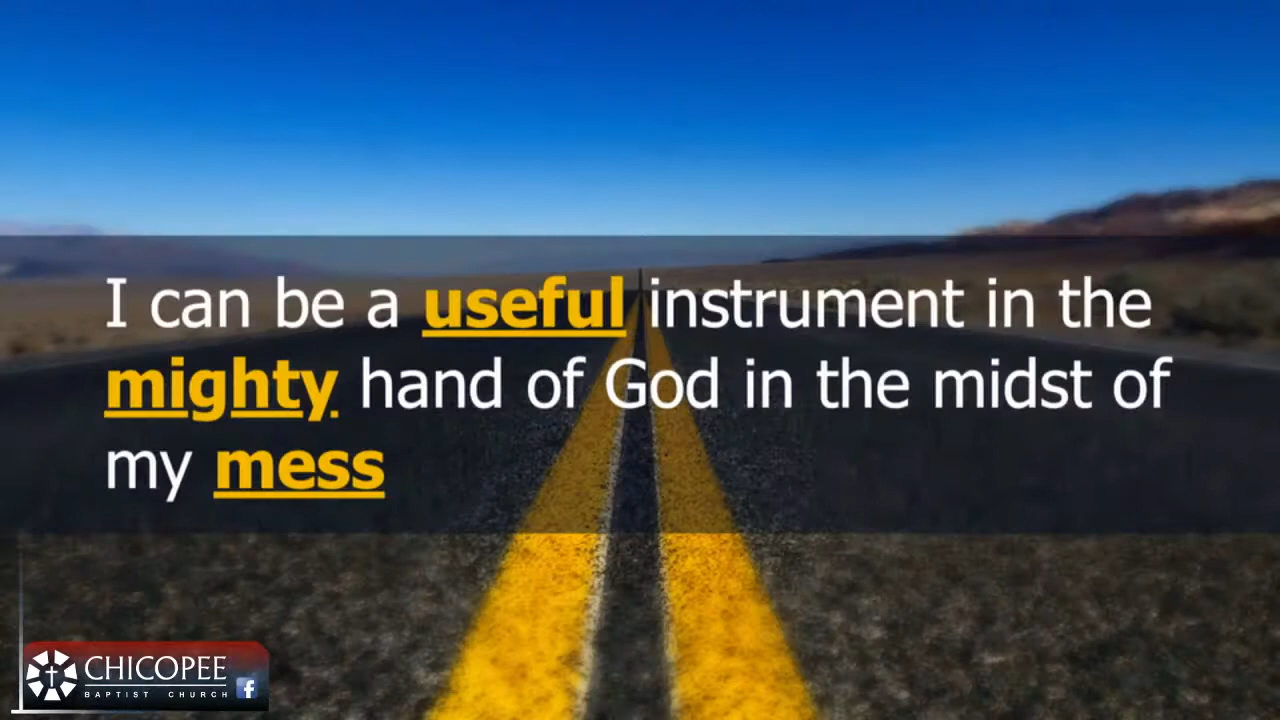 I can be a useful instrument in the
mighty hand of God in the midst of
my mess
CHICOPEE
BAPTIST CHURCH
f